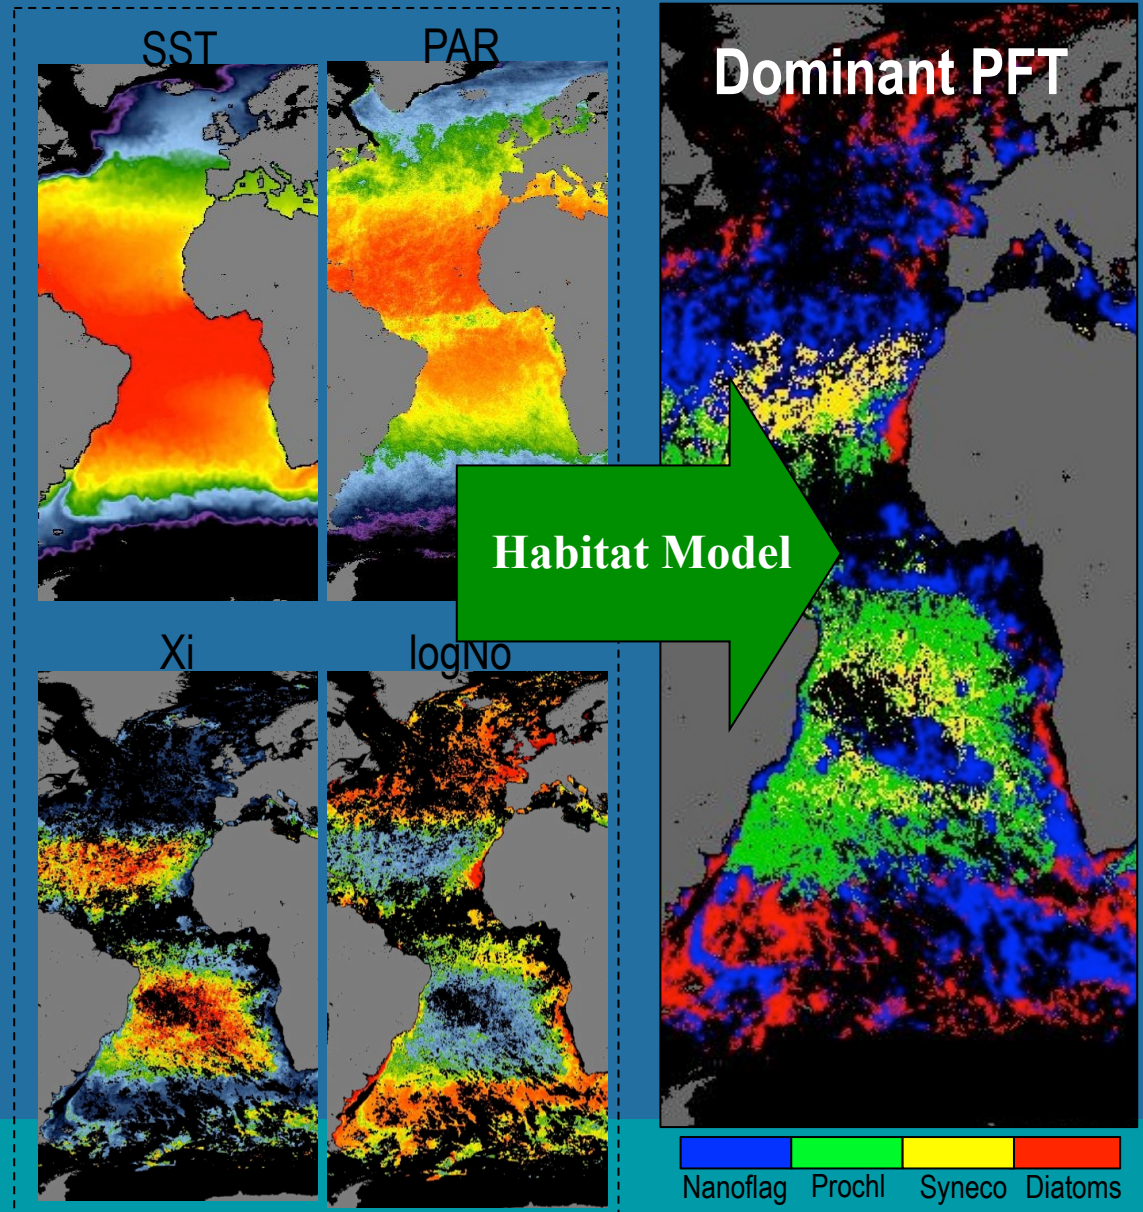 SST
PAR
Dominant PFT
Habitat Model
Xi
logNo
Nanoflag
Prochl
Syneco
Diatoms